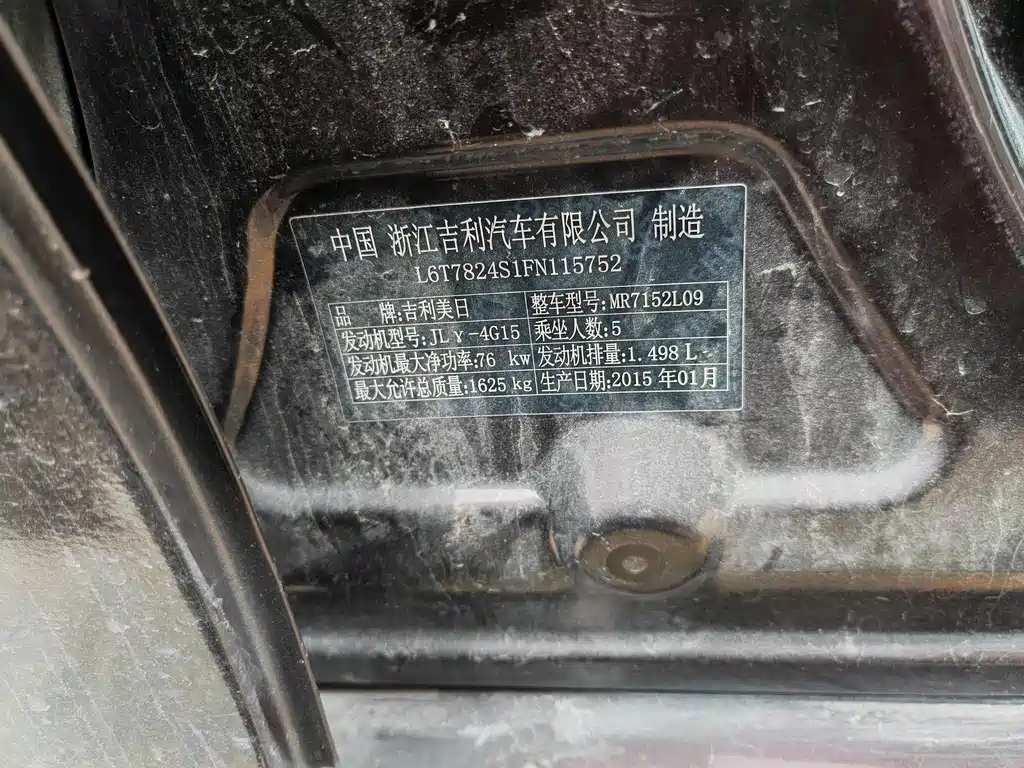 中国 浙江吉利汽车有限公司 制造
L6T7824S1FN115752
品 牌:吉利美日 整车型号:MR7152L09
发动机型号:JLγ-4G15 乘坐人数:5
发动机最大净功率:76 kw 发动机排量:1.498 L
最大允许总质量:1625 kg 生产日期:2015 年01月